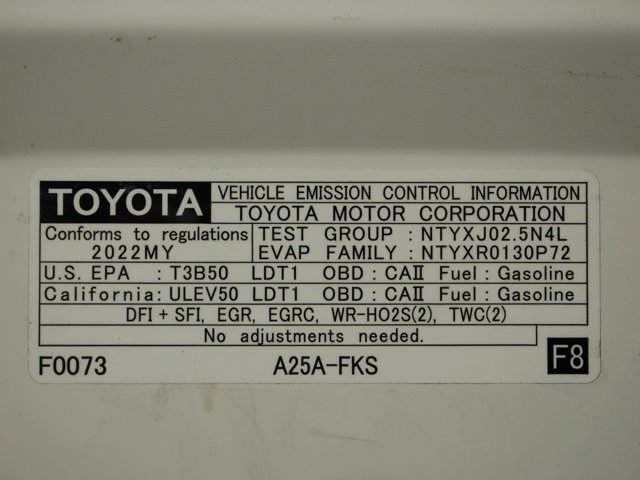 TOYOTA VEHICLE EMISSION CONTROL INFORMATION
TOYOTA MOTOR CORPORATION
Conforms to regulations TEST GROUP : NTYXJ02.5N4L
2022MY EVAP FAMILY : NTYXR0130P72
U.S. EPA : T3B50 LDT1 OBD : CAⅡ Fuel : Gasoline
California : ULEV50 LDT1 OBD : CAⅡ Fuel : Gasoline
DFI + SFI, EGR, EGRC, WR-HO2S(2), TWC(2)
No adjustments needed.
F0073 A25A-FKS F8